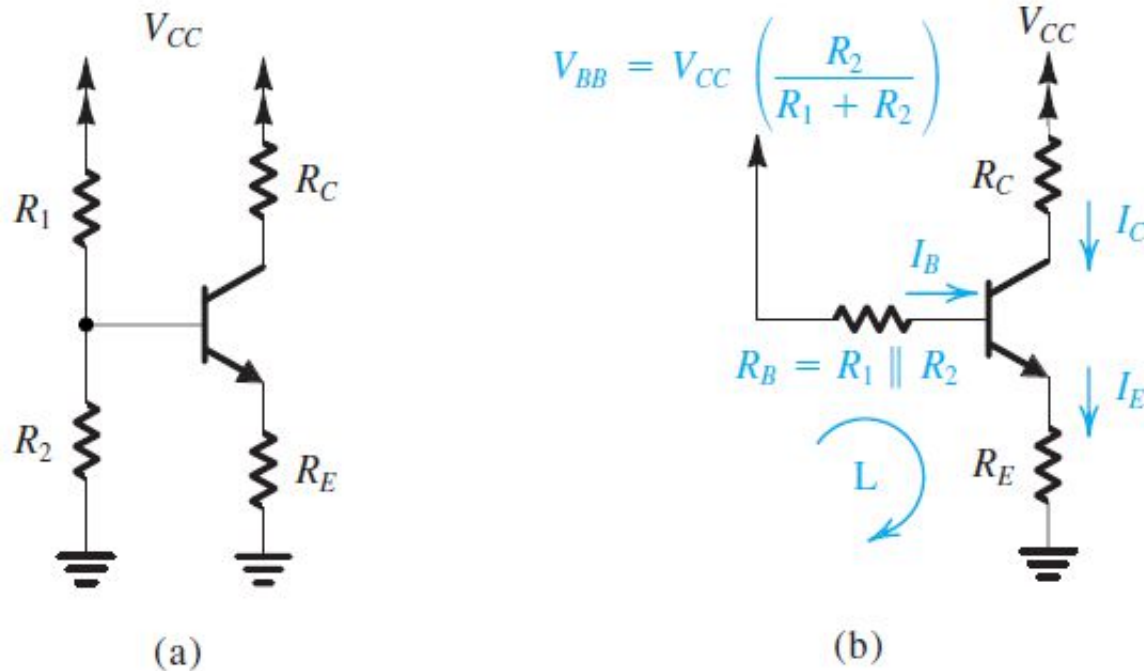 V_CC
R_1
R_C
R_2
R_E
(a)
V_BB = V_CC ( R_2 / R_1 + R_2 )
V_CC
R_C
I_C
I_B
R_B = R_1 || R_2
I_E
L
R_E
(b)